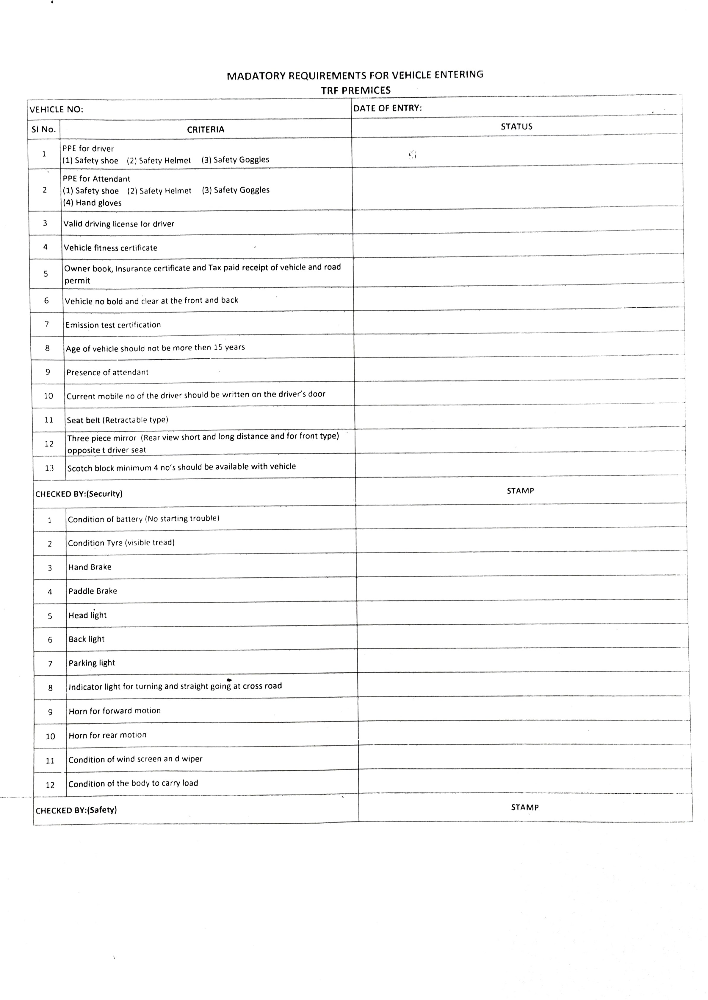 MADATORY REQUIREMENTS FOR VEHICLE ENTERING
TRF PREMICES
VEHICLE NO: DATE OF ENTRY:
Sl No. CRITERIA STATUS
1 PPE for driver
(1) Safety shoe (2) Safety Helmet (3) Safety Goggles
2 PPE for Attendant
(1) Safety shoe (2) Safety Helmet (3) Safety Goggles
(4) Hand gloves
3 Valid driving license for driver
4 Vehicle fitness certificate
5 Owner book, Insurance certificate and Tax paid receipt of vehicle and road
permit
6 Vehicle no bold and clear at the front and back
7 Emission test certification
8 Age of vehicle should not be more then 15 years
9 Presence of attendant
10 Current mobile no of the driver should be written on the driver's door
11 Seat belt (Retractable type)
12 Three piece mirror (Rear view short and long distance and for front type)
opposite t driver seat
13 Scotch block minimum 4 no's should be available with vehicle
CHECKED BY:(Security) STAMP
1 Condition of battery (No starting trouble)
2 Condition Tyre (visible tread)
3 Hand Brake
4 Paddle Brake
5 Head light
6 Back light
7 Parking light
8 Indicator light for turning and straight going at cross road
9 Horn for forward motion
10 Horn for rear motion
11 Condition of wind screen an d wiper
12 Condition of the body to carry load
CHECKED BY:(Safety) STAMP